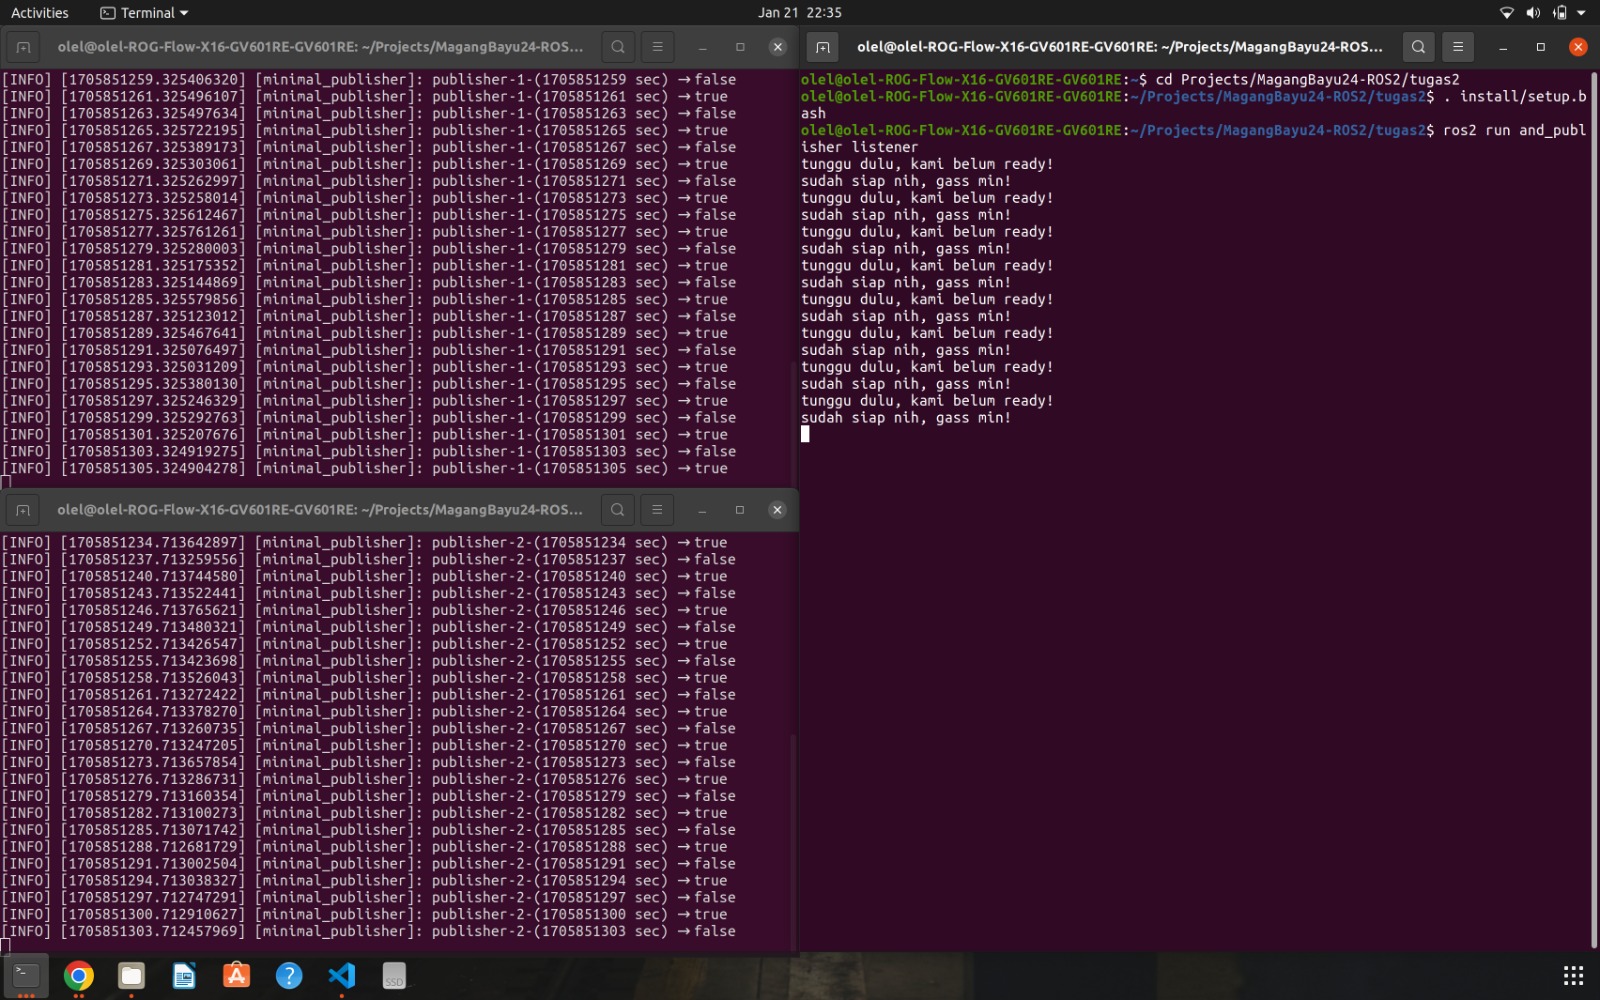 Activities Terminal Jan 21 22:35
olel@olel-ROG-Flow-X16-GV601RE-GV601RE: ~/Projects/MagangBayu24-ROS...
[INFO] [1705851259.325406320] [minimal_publisher]: publisher-1-(1705851259 sec) →false
[INFO] [1705851261.325496107] [minimal_publisher]: publisher-1-(1705851261 sec) →true
[INFO] [1705851263.325497634] [minimal_publisher]: publisher-1-(1705851263 sec) →false
[INFO] [1705851265.325722195] [minimal_publisher]: publisher-1-(1705851265 sec) →true
[INFO] [1705851267.325389173] [minimal_publisher]: publisher-1-(1705851267 sec) →false
[INFO] [1705851269.325303061] [minimal_publisher]: publisher-1-(1705851269 sec) →true
[INFO] [1705851271.325262997] [minimal_publisher]: publisher-1-(1705851271 sec) →false
[INFO] [1705851273.325258014] [minimal_publisher]: publisher-1-(1705851273 sec) →true
[INFO] [1705851275.325612467] [minimal_publisher]: publisher-1-(1705851275 sec) →false
[INFO] [1705851277.325761261] [minimal_publisher]: publisher-1-(1705851277 sec) →true
[INFO] [1705851279.325280003] [minimal_publisher]: publisher-1-(1705851279 sec) →false
[INFO] [1705851281.325175352] [minimal_publisher]: publisher-1-(1705851281 sec) →true
[INFO] [1705851283.325144869] [minimal_publisher]: publisher-1-(1705851283 sec) →false
[INFO] [1705851285.325579856] [minimal_publisher]: publisher-1-(1705851285 sec) →true
[INFO] [1705851287.325123012] [minimal_publisher]: publisher-1-(1705851287 sec) →false
[INFO] [1705851289.325467641] [minimal_publisher]: publisher-1-(1705851289 sec) →true
[INFO] [1705851291.325076497] [minimal_publisher]: publisher-1-(1705851291 sec) →false
[INFO] [1705851293.325031209] [minimal_publisher]: publisher-1-(1705851293 sec) →true
[INFO] [1705851295.325380130] [minimal_publisher]: publisher-1-(1705851295 sec) →false
[INFO] [1705851297.325246329] [minimal_publisher]: publisher-1-(1705851297 sec) →true
[INFO] [1705851299.325292763] [minimal_publisher]: publisher-1-(1705851299 sec) →false
[INFO] [1705851301.325207676] [minimal_publisher]: publisher-1-(1705851301 sec) →true
[INFO] [1705851303.324919275] [minimal_publisher]: publisher-1-(1705851303 sec) →false
[INFO] [1705851305.324904278] [minimal_publisher]: publisher-1-(1705851305 sec) →true
olel@olel-ROG-Flow-X16-GV601RE-GV601RE: ~/Projects/MagangBayu24-ROS...
[INFO] [1705851234.713642897] [minimal_publisher]: publisher-2-(1705851234 sec) →true
[INFO] [1705851237.713259556] [minimal_publisher]: publisher-2-(1705851237 sec) →false
[INFO] [1705851240.713744580] [minimal_publisher]: publisher-2-(1705851240 sec) →true
[INFO] [1705851243.713522441] [minimal_publisher]: publisher-2-(1705851243 sec) →false
[INFO] [1705851246.713765621] [minimal_publisher]: publisher-2-(1705851246 sec) →true
[INFO] [1705851249.713480321] [minimal_publisher]: publisher-2-(1705851249 sec) →false
[INFO] [1705851252.713426547] [minimal_publisher]: publisher-2-(1705851252 sec) →true
[INFO] [1705851255.713423698] [minimal_publisher]: publisher-2-(1705851255 sec) →false
[INFO] [1705851258.713526043] [minimal_publisher]: publisher-2-(1705851258 sec) →true
[INFO] [1705851261.713272422] [minimal_publisher]: publisher-2-(1705851261 sec) →false
[INFO] [1705851264.713378270] [minimal_publisher]: publisher-2-(1705851264 sec) →true
[INFO] [1705851267.713260735] [minimal_publisher]: publisher-2-(1705851267 sec) →false
[INFO] [1705851270.713247205] [minimal_publisher]: publisher-2-(1705851270 sec) →true
[INFO] [1705851273.713657854] [minimal_publisher]: publisher-2-(1705851273 sec) →false
[INFO] [1705851276.713286731] [minimal_publisher]: publisher-2-(1705851276 sec) →true
[INFO] [1705851279.713160354] [minimal_publisher]: publisher-2-(1705851279 sec) →false
[INFO] [1705851282.713100273] [minimal_publisher]: publisher-2-(1705851282 sec) →true
[INFO] [1705851285.713071742] [minimal_publisher]: publisher-2-(1705851285 sec) →false
[INFO] [1705851288.712681729] [minimal_publisher]: publisher-2-(1705851288 sec) →true
[INFO] [1705851291.713002504] [minimal_publisher]: publisher-2-(1705851291 sec) →false
[INFO] [1705851294.713038327] [minimal_publisher]: publisher-2-(1705851294 sec) →true
[INFO] [1705851297.712747291] [minimal_publisher]: publisher-2-(1705851297 sec) →false
[INFO] [1705851300.712910627] [minimal_publisher]: publisher-2-(1705851300 sec) →true
[INFO] [1705851303.712457969] [minimal_publisher]: publisher-2-(1705851303 sec) →false
olel@olel-ROG-Flow-X16-GV601RE-GV601RE: ~/Projects/MagangBayu24-ROS...
olel@olel-ROG-Flow-X16-GV601RE-GV601RE:~$ cd Projects/MagangBayu24-ROS2/tugas2
olel@olel-ROG-Flow-X16-GV601RE-GV601RE:~/Projects/MagangBayu24-ROS2/tugas2$ . install/setup.b
ash
olel@olel-ROG-Flow-X16-GV601RE-GV601RE:~/Projects/MagangBayu24-ROS2/tugas2$ ros2 run and_publ
isher listener
tunggu dulu, kami belum ready!
sudah siap nih, gass min!
tunggu dulu, kami belum ready!
sudah siap nih, gass min!
tunggu dulu, kami belum ready!
sudah siap nih, gass min!
tunggu dulu, kami belum ready!
sudah siap nih, gass min!
tunggu dulu, kami belum ready!
sudah siap nih, gass min!
tunggu dulu, kami belum ready!
sudah siap nih, gass min!
tunggu dulu, kami belum ready!
sudah siap nih, gass min!
tunggu dulu, kami belum ready!
sudah siap nih, gass min!
SSD